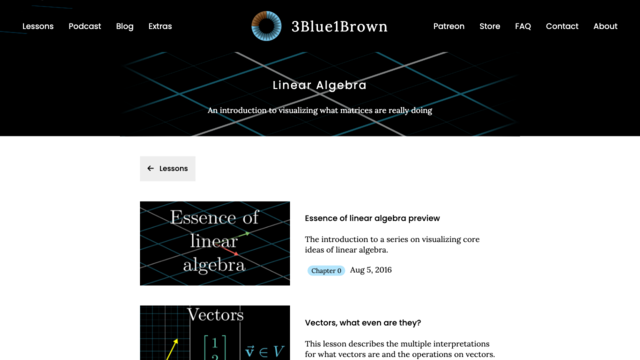 Lessons Podcast Blog Extras 3Blue1Brown Patreon Store FAQ Contact About
Linear Algebra
An introduction to visualizing what matrices are really doing
← Lessons
Essence of
linear
algebra
Essence of linear algebra preview
The introduction to a series on visualizing core
ideas of linear algebra.
Chapter 0 Aug 5, 2016
Vectors
1
v⃗ ∈ V
Vectors, what even are they?
This lesson describes the multiple interpretations
for what vectors are and the operations on vectors.